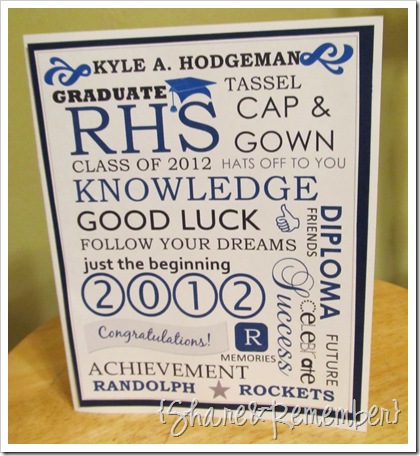 KYLE A. HODGEMAN
GRADUATE
TASSEL
RHS
CAP &
GOWN
CLASS OF 2012
HATS OFF TO YOU
KNOWLEDGE
GOOD LUCK
FOLLOW YOUR DREAMS
just the beginning
2012
Congratulations!
R
MEMORIES
FRIENDS
DIPLOMA
Success
Celebrate
FUTURE
ACHIEVEMENT
RANDOLPH ROCKETS
{Share&Remember}